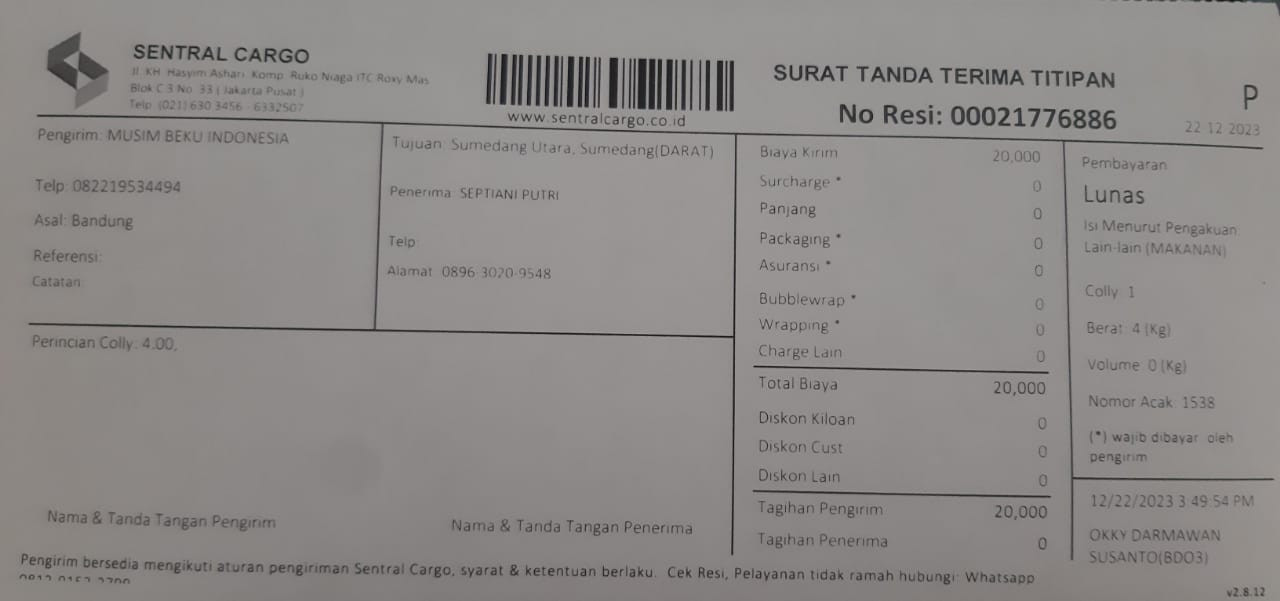 SENTRAL CARGO
Jl. KH. Hasyim Ashari. Komp. Ruko Niaga ITC Roxy Mas
Blok C 3 No. 33 ( Jakarta Pusat )
Telp. (021) 630 3456 - 6332507
www.sentralcargo.co.id
SURAT TANDA TERIMA TITIPAN
No Resi: 00021776886
P
22-12-2023
Pengirim: MUSIM BEKU INDONESIA
Telp: 082219534494
Asal: Bandung
Referensi:
Catatan:
Tujuan: Sumedang Utara, Sumedang(DARAT)
Penerima: SEPTIANI PUTRI
Telp:
Alamat: 0896-3020-9548
Perincian Colly: 4.00,
Nama & Tanda Tangan Pengirim
Nama & Tanda Tangan Penerima
Biaya Kirim 20,000
Surcharge * 0
Panjang 0
Packaging * 0
Asuransi * 0
Bubblewrap * 0
Wrapping * 0
Charge Lain 0
Total Biaya 20,000
Diskon Kiloan 0
Diskon Cust 0
Diskon Lain 0
Tagihan Pengirim 20,000
Tagihan Penerima 0
Pembayaran
Lunas
Isi Menurut Pengakuan:
Lain-lain (MAKANAN)
Colly: 1
Berat: 4 (Kg)
Volume: 0 (Kg)
Nomor Acak: 1538
(*) wajib dibayar oleh
pengirim
12/22/2023 3:49:54 PM
OKKY DARMAWAN
SUSANTO(BDO3)
Pengirim bersedia mengikuti aturan pengiriman Sentral Cargo, syarat & ketentuan berlaku. Cek Resi, Pelayanan tidak ramah hubungi: Whatsapp
v2.8.12